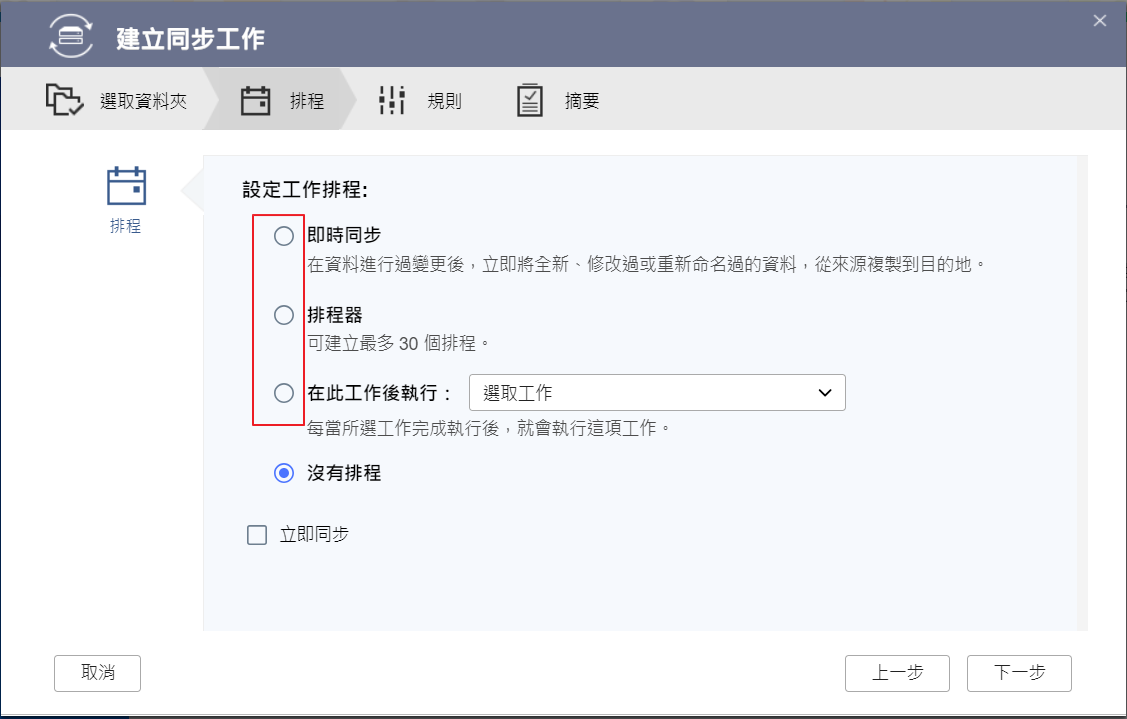 建立同步工作
選取資料夾
排程
規則
摘要
排程
設定工作排程:
即時同步
在資料進行過變更後，立即將全新、修改過或重新命名過的資料，從來源複製到目的地。
排程器
可建立最多 30 個排程。
在此工作後執行： 選取工作
每當所選工作完成執行後，就會執行這項工作。
沒有排程
立即同步
取消
上一步
下一步